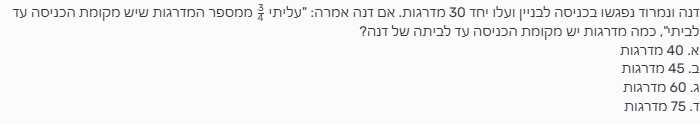 דנה ונמרוד נפגשו בכניסה לבניין ועלו יחד 30 מדרגות. אם דנה אמרה: "עליתי 3/4 ממספר המדרגות שיש מקומת הכניסה עד
לביתי", כמה מדרגות יש מקומת הכניסה עד לביתה של דנה?
א. 40 מדרגות
ב. 45 מדרגות
ג. 60 מדרגות
ד. 75 מדרגות